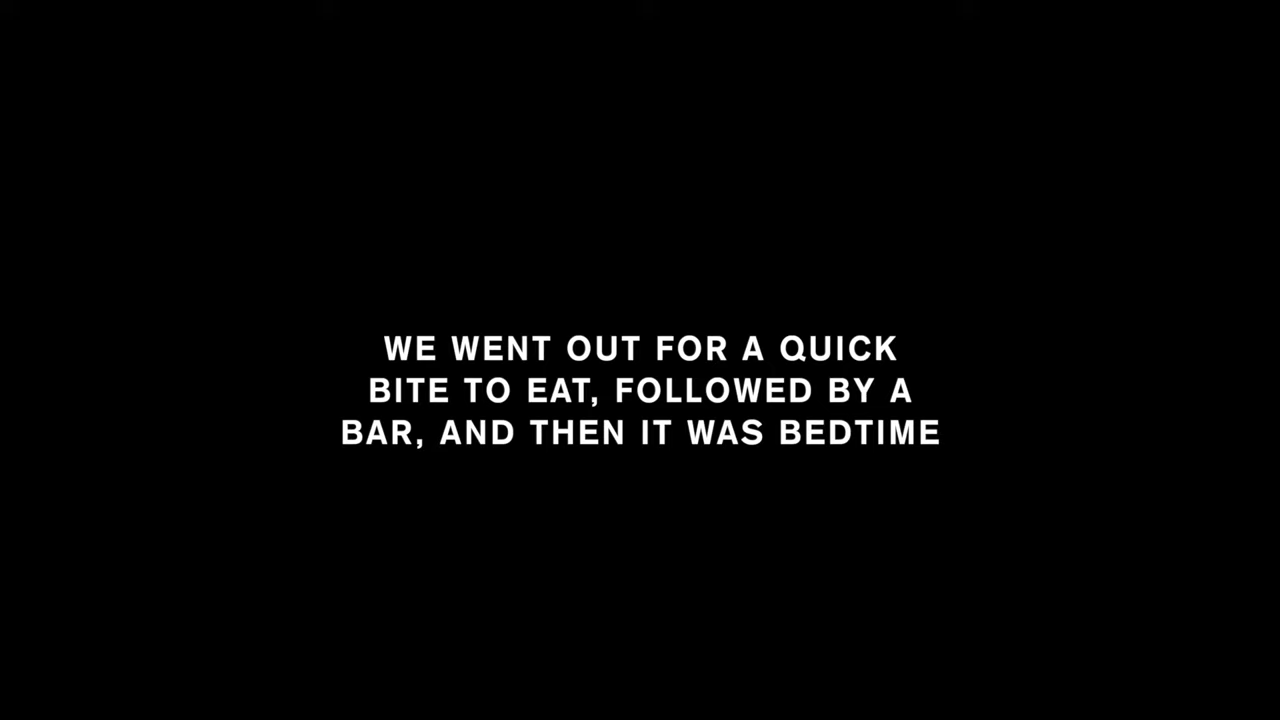 WE WENT OUT FOR A QUICK
BITE TO EAT, FOLLOWED BY A
BAR, AND THEN IT WAS BEDTIME